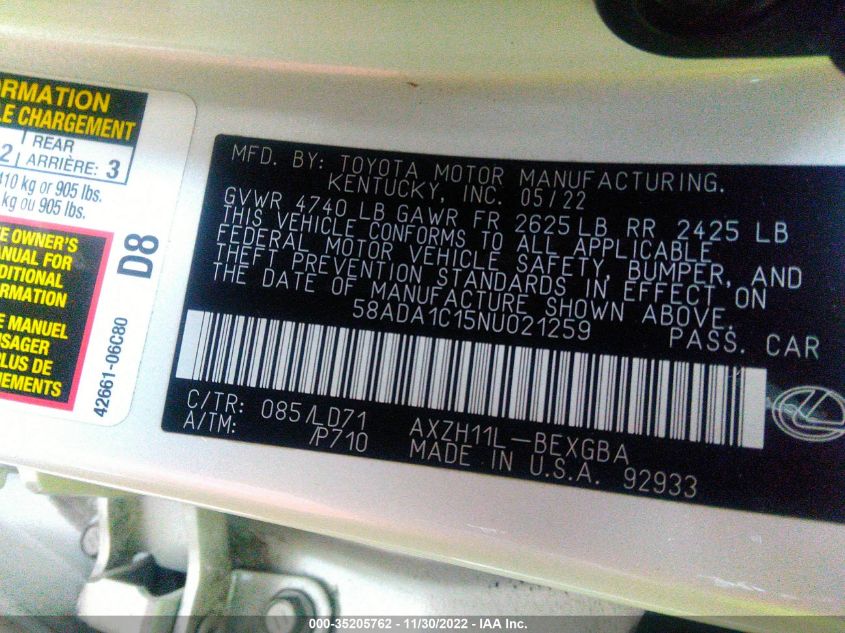 ORMATION
E CHARGEMENT
2 REAR ARRIÈRE: 3
410 kg or 905 lbs.
kg ou 905 lbs.
E OWNER'S
ANUAL FOR
DDITIONAL
FORMATION
E MANUEL
USAGER
PLUS DE
NEMENTS
D8
42661-06C80
MFD. BY: TOYOTA MOTOR MANUFACTURING.
KENTUCKY, INC. 05/22
GVWR 4740 LB GAWR FR 2625 LB RR 2425 LB
THIS VEHICLE CONFORMS TO ALL APPLICABLE
FEDERAL MOTOR VEHICLE SAFETY, BUMPER, AND
THEFT PREVENTION STANDARDS IN EFFECT ON
THE DATE OF MANUFACTURE SHOWN ABOVE.
58ADA1C15NU021259 PASS. CAR
C/TR: 085/LD71 AXZH11L-BEXGBA
A/TM: /P710 MADE IN U.S.A. 92933
000-35205762 - 11/30/2022 - IAA Inc.